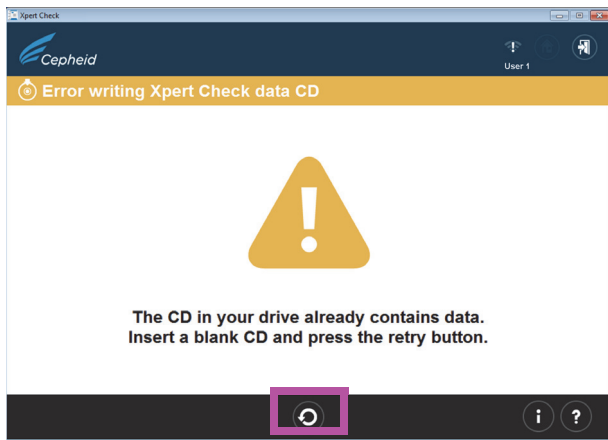 Xpert Check
Cepheid
User 1
Error writing Xpert Check data CD
!
The CD in your drive already contains data.
Insert a blank CD and press the retry button.
i ?